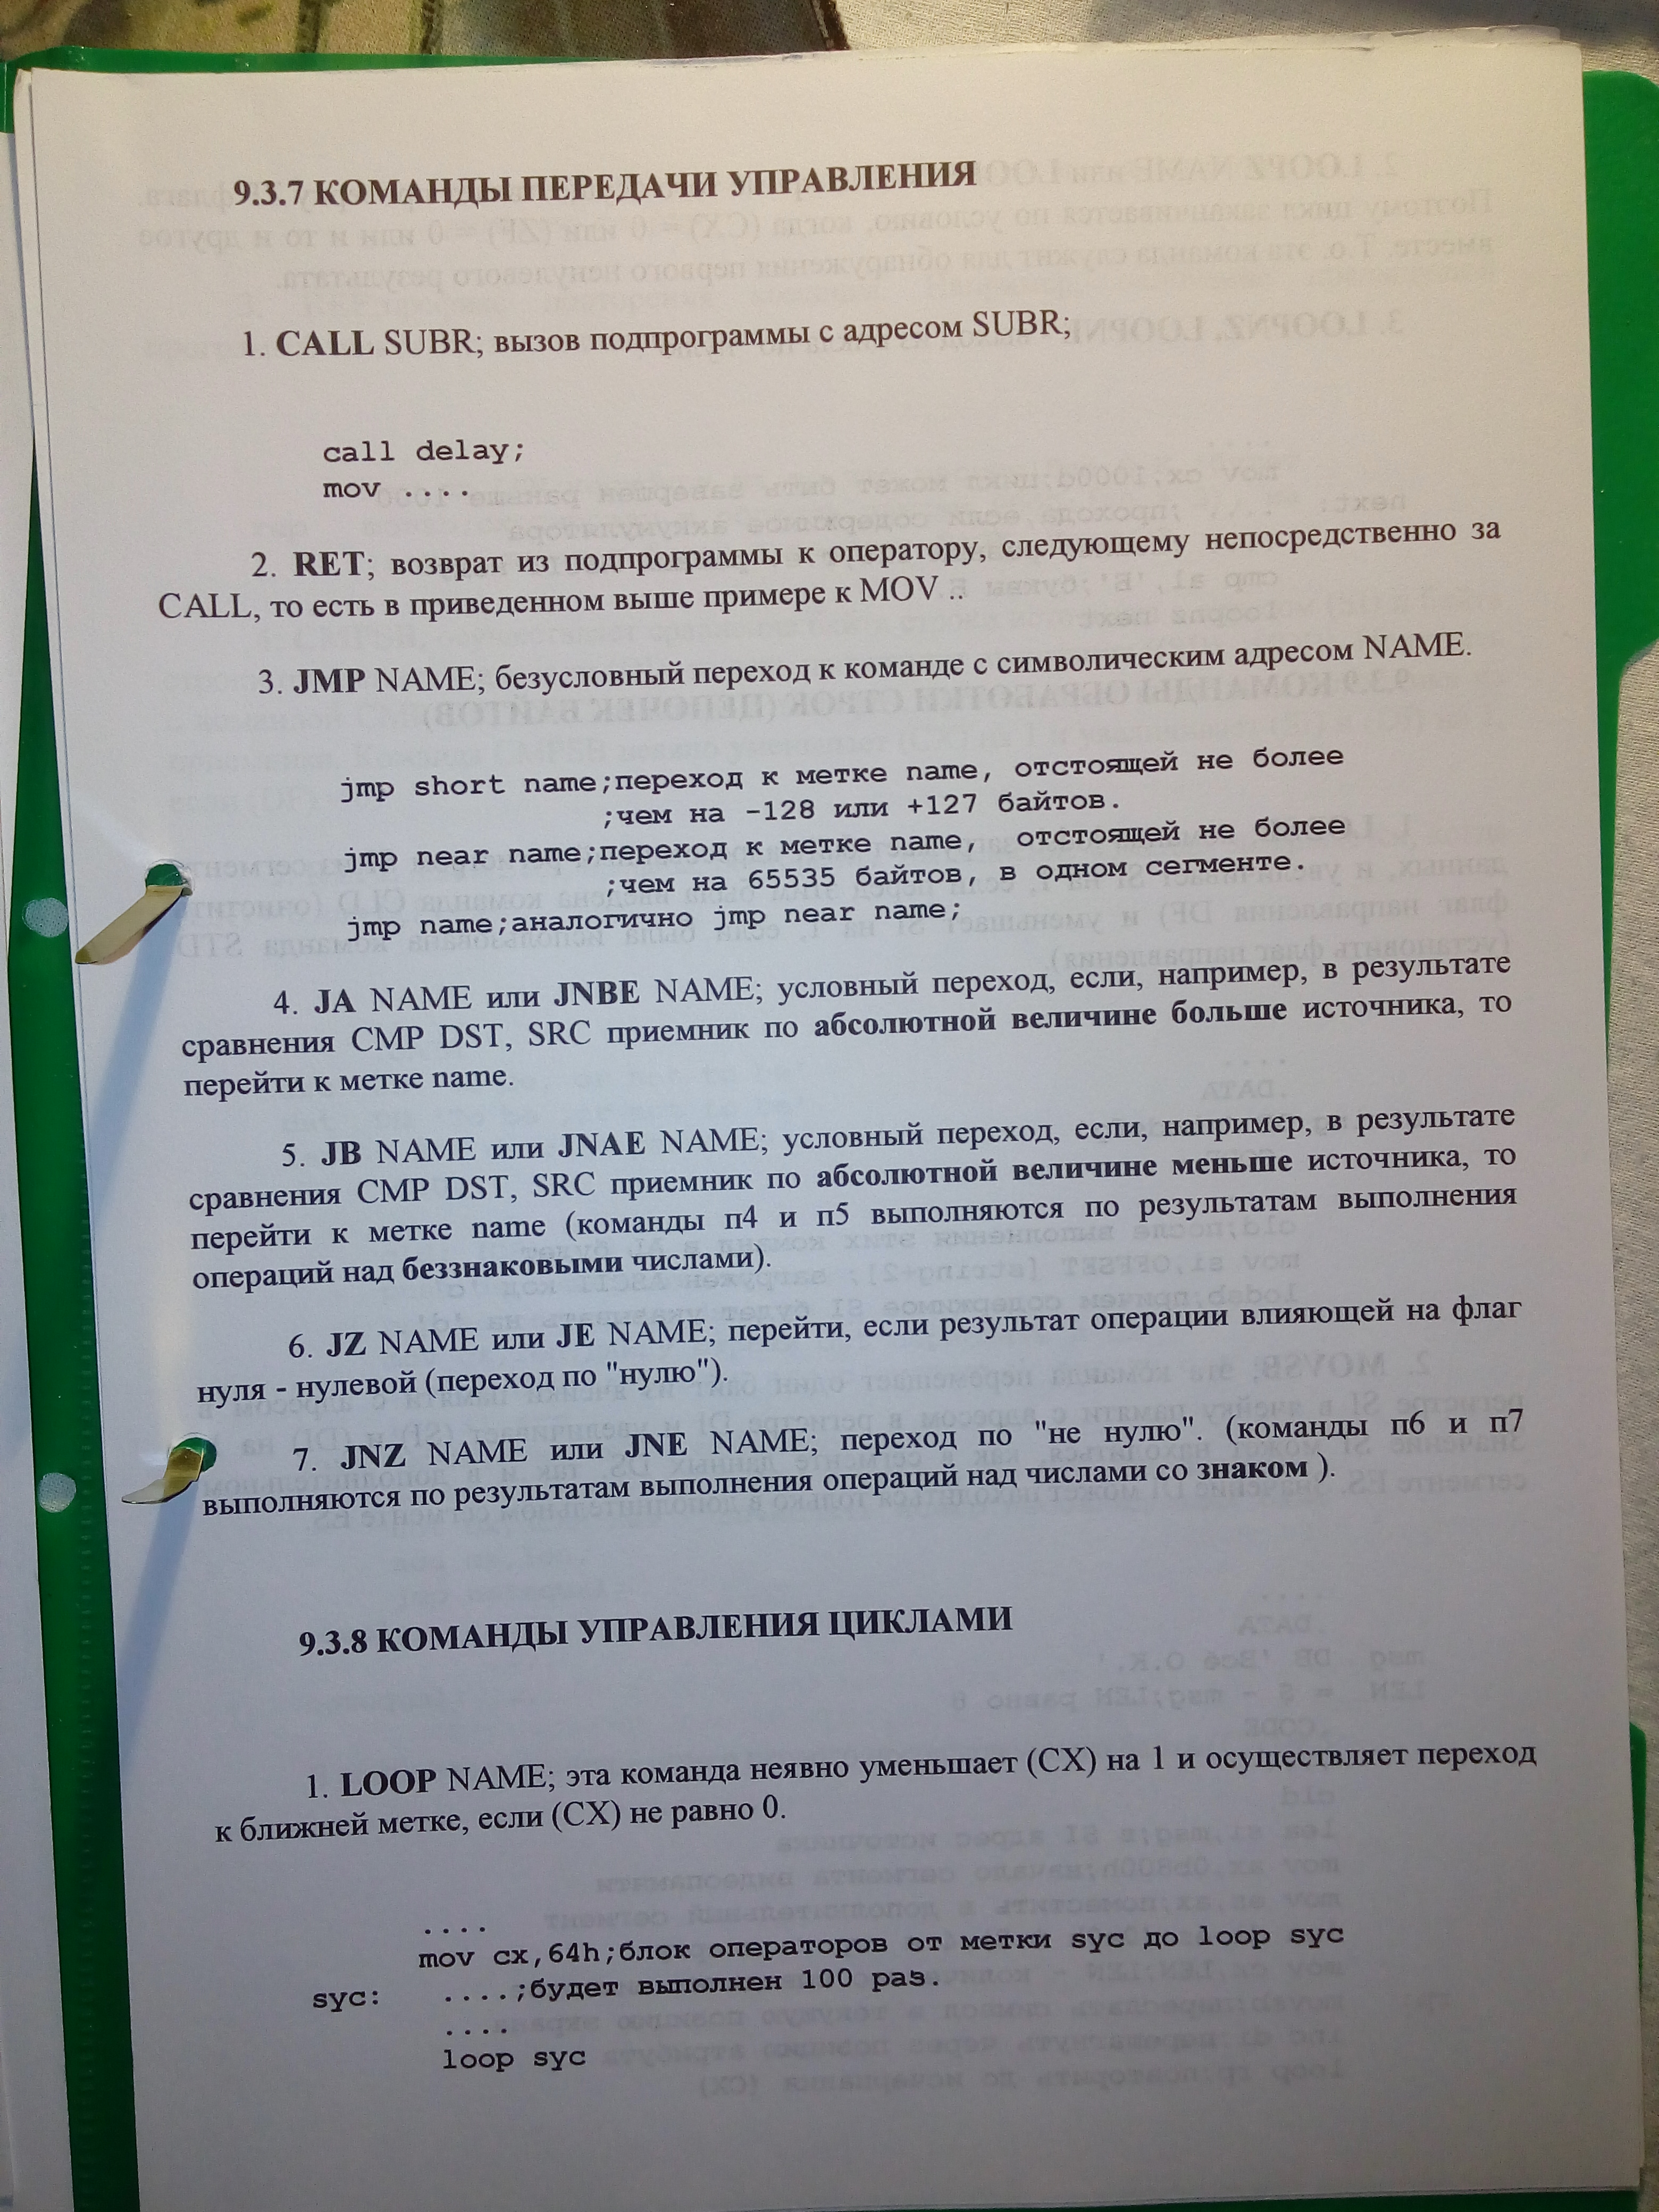 9.3.7 КОМАНДЫ ПЕРЕДАЧИ УПРАВЛЕНИЯ
1. CALL SUBR; вызов подпрограммы с адресом SUBR;
call delay;
mov ....
2. RET; возврат из подпрограммы к оператору, следующему непосредственно за
CALL, то есть в приведенном выше примере к MOV ..
3. JMP NAME; безусловный переход к команде с символическим адресом NAME.
jmp short name;переход к метке name, отстоящей не более
;чем на -128 или +127 байтов.
jmp near name;переход к метке name, отстоящей не более
;чем на 65535 байтов, в одном сегменте.
jmp name;аналогично jmp near name;
4. JA NAME или JNBE NAME; условный переход, если, например, в результате
сравнения CMP DST, SRC приемник по абсолютной величине больше источника, то
перейти к метке name.
5. JB NAME или JNAE NAME; условный переход, если, например, в результате
сравнения CMP DST, SRC приемник по абсолютной величине меньше источника, то
перейти к метке name (команды п4 и п5 выполняются по результатам выполнения
операций над беззнаковыми числами).
6. JZ NAME или JE NAME; перейти, если результат операции влияющей на флаг
нуля - нулевой (переход по "нулю").
7. JNZ NAME или JNE NAME; переход по "не нулю". (команды п6 и п7
выполняются по результатам выполнения операций над числами со знаком ).
9.3.8 КОМАНДЫ УПРАВЛЕНИЯ ЦИКЛАМИ
1. LOOP NAME; эта команда неявно уменьшает (CX) на 1 и осуществляет переход
к ближней метке, если (CX) не равно 0.
....
mov cx,64h;блок операторов от метки syc до loop syc
syc: ....;будет выполнен 100 раз.
....
loop syc